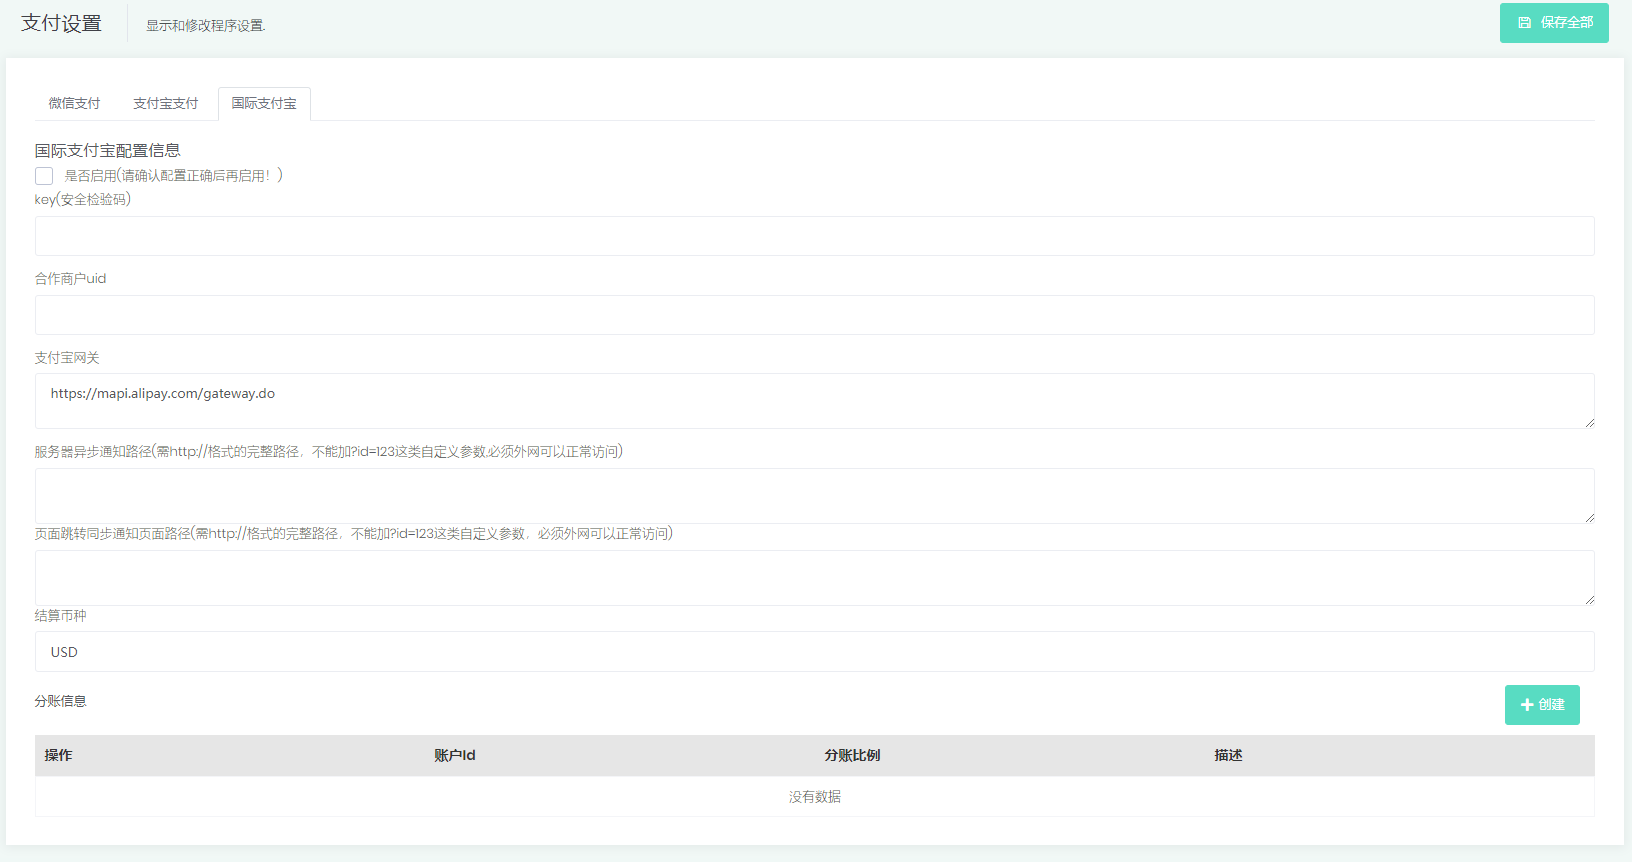 支付设置
显示和修改程序设置.
保存全部
微信支付 支付宝支付 国际支付宝
国际支付宝配置信息
是否启用(请确认配置正确后再启用！)
key(安全检验码)
合作商户uid
支付宝网关
https://mapi.alipay.com/gateway.do
服务器异步通知路径(需http://格式的完整路径，不能加?id=123这类自定义参数,必须外网可以正常访问)
页面跳转同步通知页面路径(需http://格式的完整路径，不能加?id=123这类自定义参数，必须外网可以正常访问)
结算币种
USD
分账信息
创建
操作 账户Id 分账比例 描述
没有数据